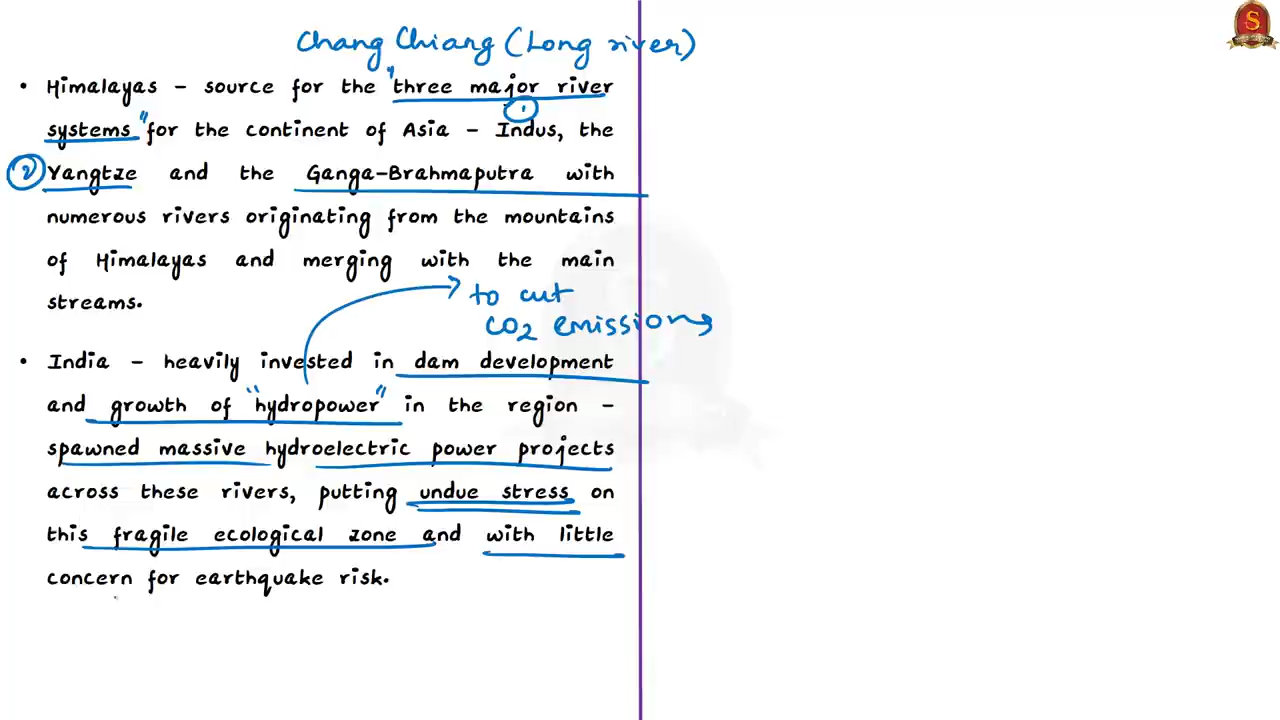 Chang Chiang (Long river)
• Himalayas - source for the "three major river
systems" for the continent of Asia - Indus, the
1
2 Yangtze and the Ganga-Brahmaputra with
numerous rivers originating from the mountains
of Himalayas and merging with the main
streams.
to cut
CO2 emissions
• India - heavily invested in dam development
and growth of "hydropower" in the region -
spawned massive hydroelectric power projects
across these rivers, putting undue stress on
this fragile ecological zone and with little
concern for earthquake risk.
S